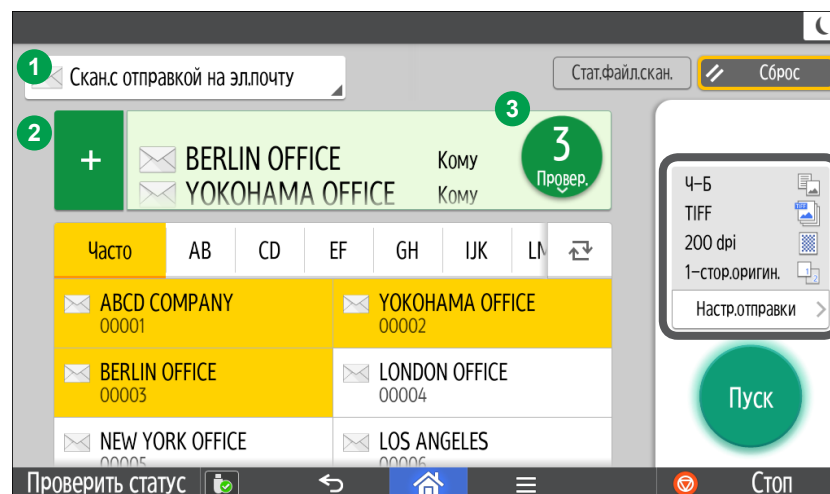 1
Скан.с отправкой на эл.почту
Стат.файл.скан.
Сброс
2
3
+
BERLIN OFFICE
Кому
YOKOHAMA OFFICE
Кому
3
Провер.
Ч-Б
TIFF
200 dpi
1-стор.оригин.
Настр.отправки
Часто
AB
CD
EF
GH
IJK
ABCD COMPANY
00001
YOKOHAMA OFFICE
00002
BERLIN OFFICE
00003
LONDON OFFICE
00004
NEW YORK OFFICE
00005
LOS ANGELES
00006
Пуск
Проверить статус
Стоп